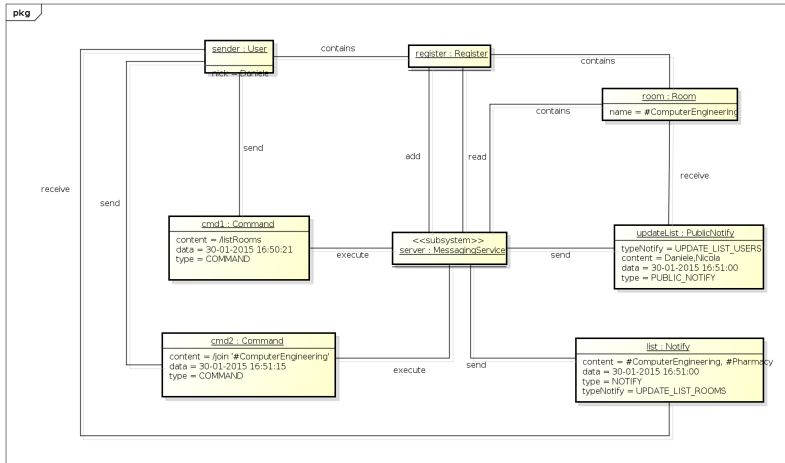 pkg
sender : User
nick = Daniele
contains
register : Register
contains
room : Room
name = #ComputerEngineering
contains
send
add
read
receive
receive
send
cmd1 : Command
content = /listRooms
data = 30-01-2015 16:50:21
type = COMMAND
execute
<<subsystem>>
server : MessagingService
send
updateList : PublicNotify
typeNotify = UPDATE_LIST_USERS
content = Daniele,Nicola
data = 30-01-2015 16:51:00
type = PUBLIC_NOTIFY
cmd2 : Command
content = /join '#ComputerEngineering'
data = 30-01-2015 16:51:15
type = COMMAND
execute
send
list : Notify
content = #ComputerEngineering, #Pharmacy
data = 30-01-2015 16:51:00
type = NOTIFY
typeNotify = UPDATE_LIST_ROOMS